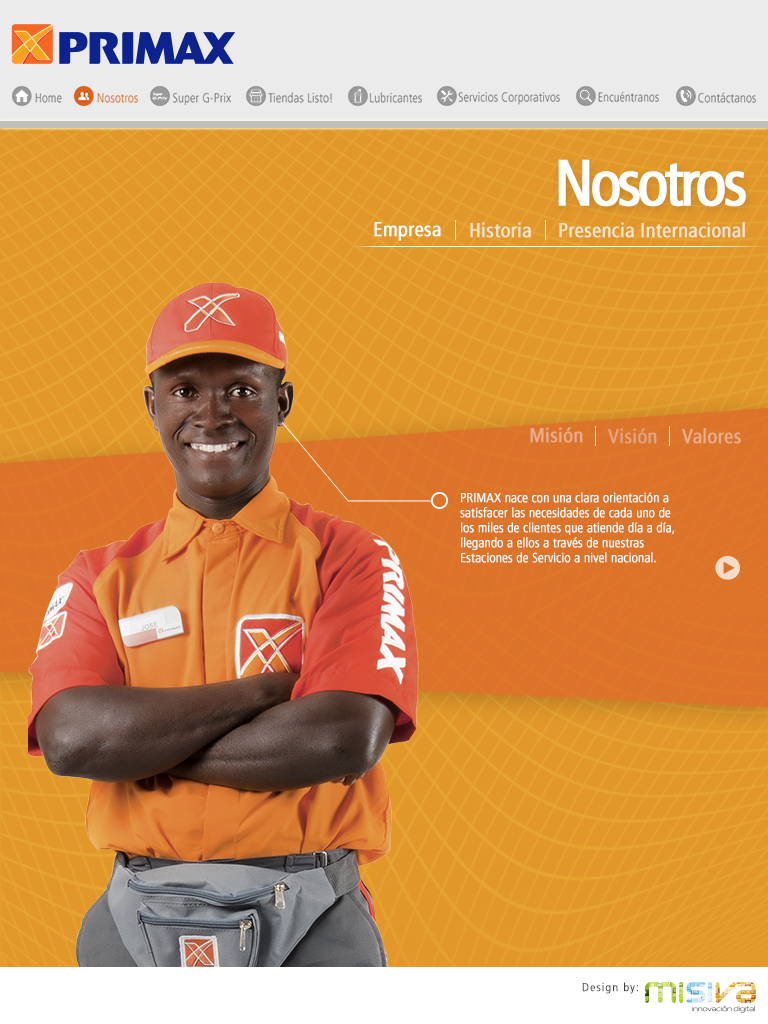 PRIMAX
Home Nosotros Super G-Prix Tiendas Listo! Lubricantes Servicios Corporativos Encuéntranos Contáctanos
Nosotros
Empresa Historia Presencia Internacional
Misión Visión Valores
PRIMAX nace con una clara orientación a
satisfacer las necesidades de cada uno de
los miles de clientes que atiende día a día,
llegando a ellos a través de nuestras
Estaciones de Servicio a nivel nacional.
PRIMAX
JOSE
PRIMAX
Design by: misiva
innovación digital